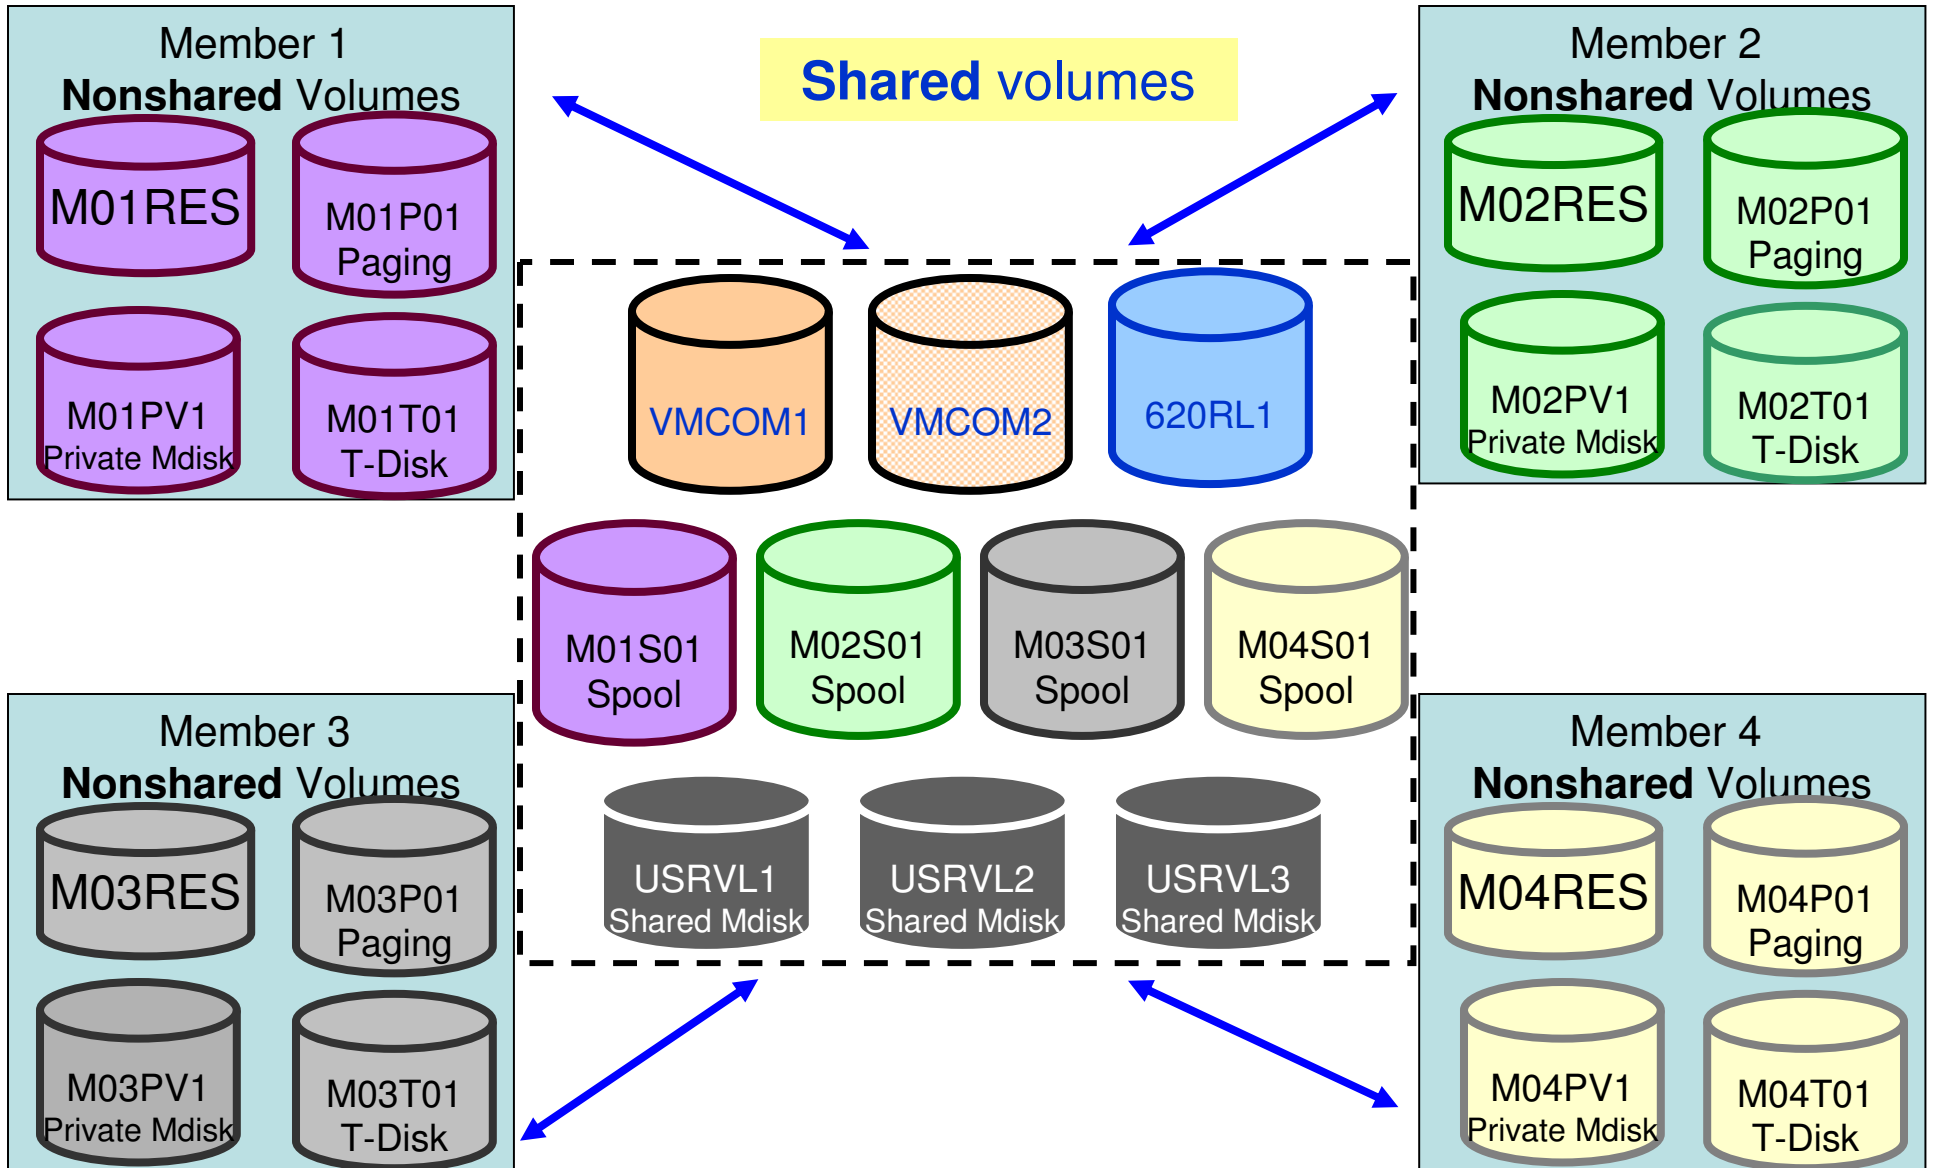 Member 1
Nonshared Volumes
M01RES
M01P01
Paging
M01PV1
Private Mdisk
M01T01
T-Disk
Shared volumes
Member 2
Nonshared Volumes
M02RES
M02P01
Paging
M02PV1
Private Mdisk
M02T01
T-Disk
VMCOM1
VMCOM2
620RL1
M01S01
Spool
M02S01
Spool
M03S01
Spool
M04S01
Spool
USRVL1
Shared Mdisk
USRVL2
Shared Mdisk
USRVL3
Shared Mdisk
Member 3
Nonshared Volumes
M03RES
M03P01
Paging
M03PV1
Private Mdisk
M03T01
T-Disk
Member 4
Nonshared Volumes
M04RES
M04P01
Paging
M04PV1
Private Mdisk
M04T01
T-Disk